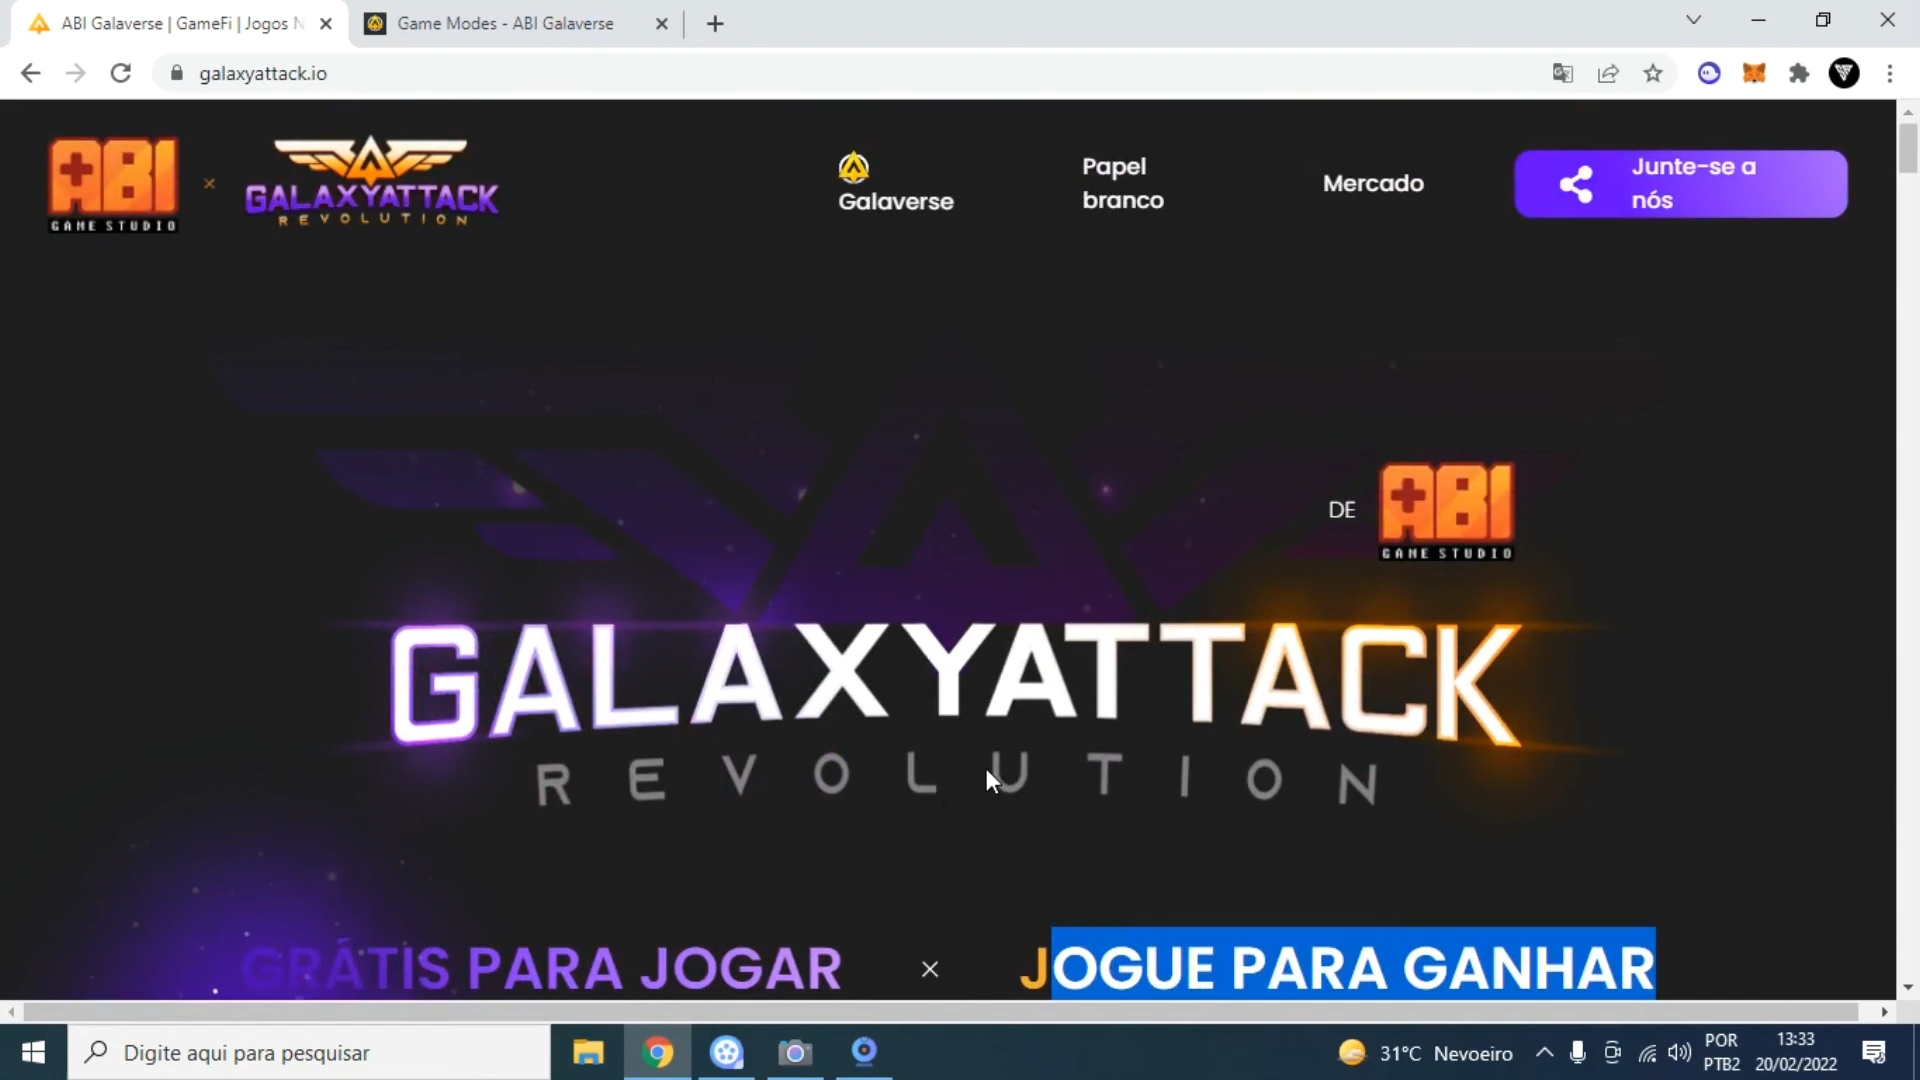 ABI Galaverse | GameFi | Jogos N
Game Modes - ABI Galaverse
galaxyattack.io
ABI
GAME STUDIO
×
GALAXYATTACK
REVOLUTION
Galaverse
Papel
branco
Mercado
Junte-se a
nós
DE
ABI
GAME STUDIO
GALAXYATTACK
REVOLUTION
GRÁTIS PARA JOGAR
×
JOGUE PARA GANHAR
Digite aqui para pesquisar
31°C Nevoeiro
POR
PTB2
13:33
20/02/2022